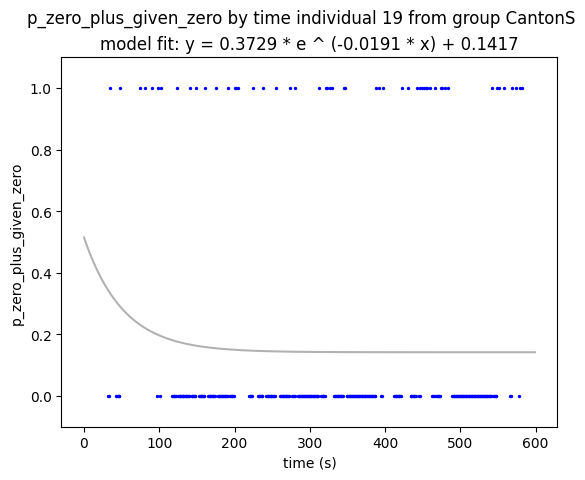 p_zero_plus_given_zero by time individual 19 from group CantonS
model fit: y = 0.3729 * e ^ (-0.0191 * x) + 0.1417
1.0
0.8
0.6
0.4
0.2
0.0
p_zero_plus_given_zero
0 100 200 300 400 500 600
time (s)